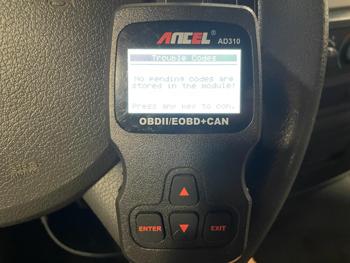 ANCEL
AD310
Trouble Codes
No pending codes are
stored in the module!
Press any key to con.
OBDII/EOBD+CAN
ENTER
EXIT